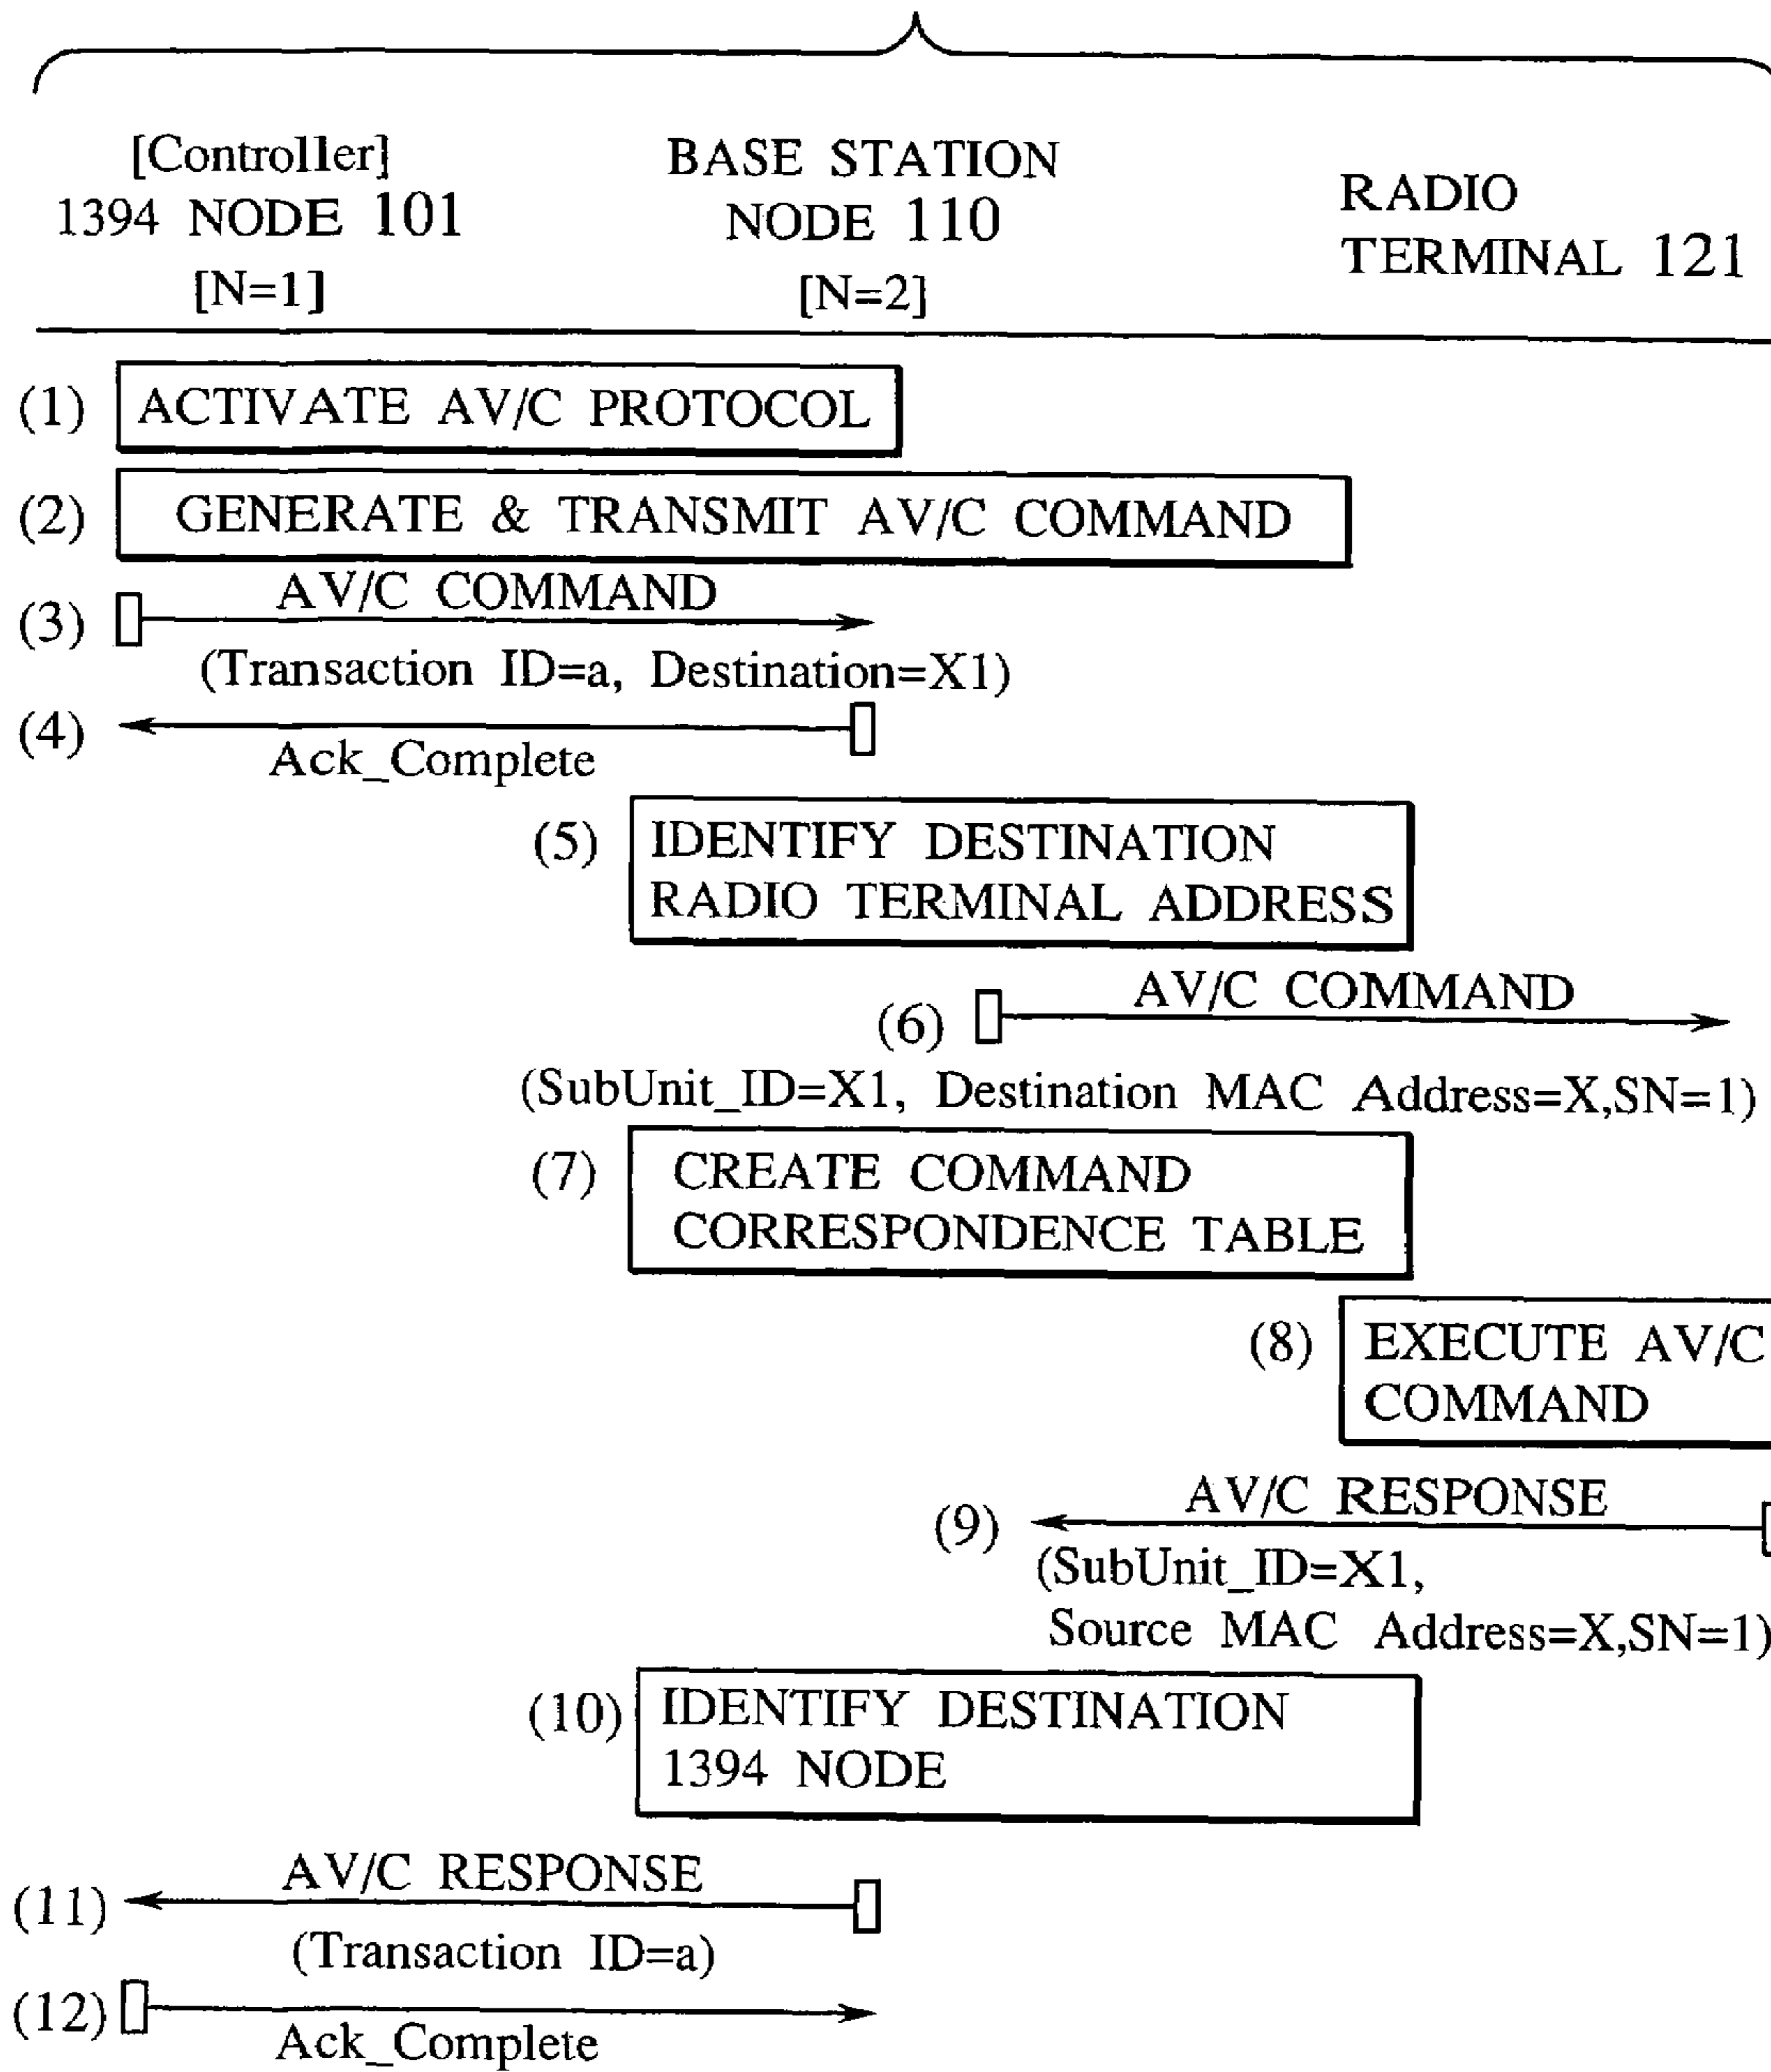 [Controller]
1394 NODE 101
[N=1]
BASE STATION
NODE 110
[N=2]
RADIO
TERMINAL 121
(1) ACTIVATE AV/C PROTOCOL
(2) GENERATE & TRANSMIT AV/C COMMAND
(3) AV/C COMMAND
(Transaction ID=a, Destination=X1)
(4) Ack_Complete
(5) IDENTIFY DESTINATION
RADIO TERMINAL ADDRESS
(6) AV/C COMMAND
(SubUnit_ID=X1, Destination MAC Address=X,SN=1)
(7) CREATE COMMAND
CORRESPONDENCE TABLE
(8) EXECUTE AV/C
COMMAND
(9) AV/C RESPONSE
(SubUnit_ID=X1,
Source MAC Address=X,SN=1)
(10) IDENTIFY DESTINATION
1394 NODE
(11) AV/C RESPONSE
(Transaction ID=a)
(12) Ack_Complete